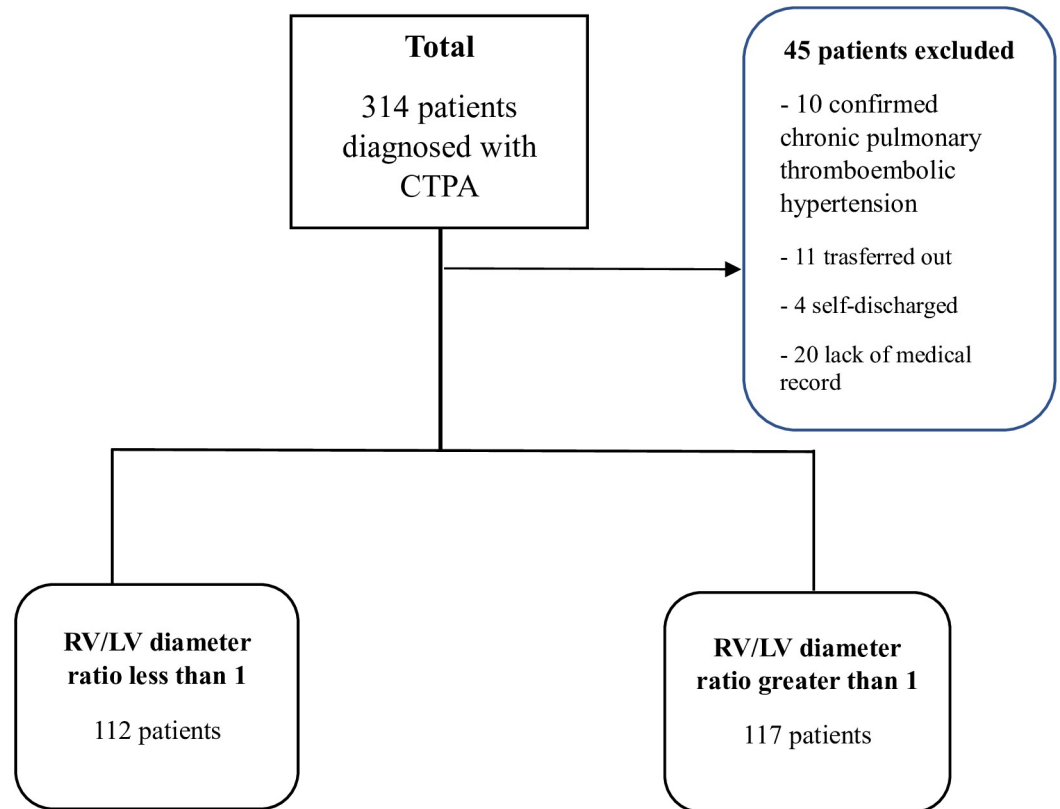 Total
314 patients
diagnosed with
CTPA
45 patients excluded
- 10 confirmed
chronic pulmonary
thromboembolic
hypertension
- 11 trasferred out
- 4 self-discharged
- 20 lack of medical
record
RV/LV diameter
ratio less than 1
112 patients
RV/LV diameter
ratio greater than 1
117 patients